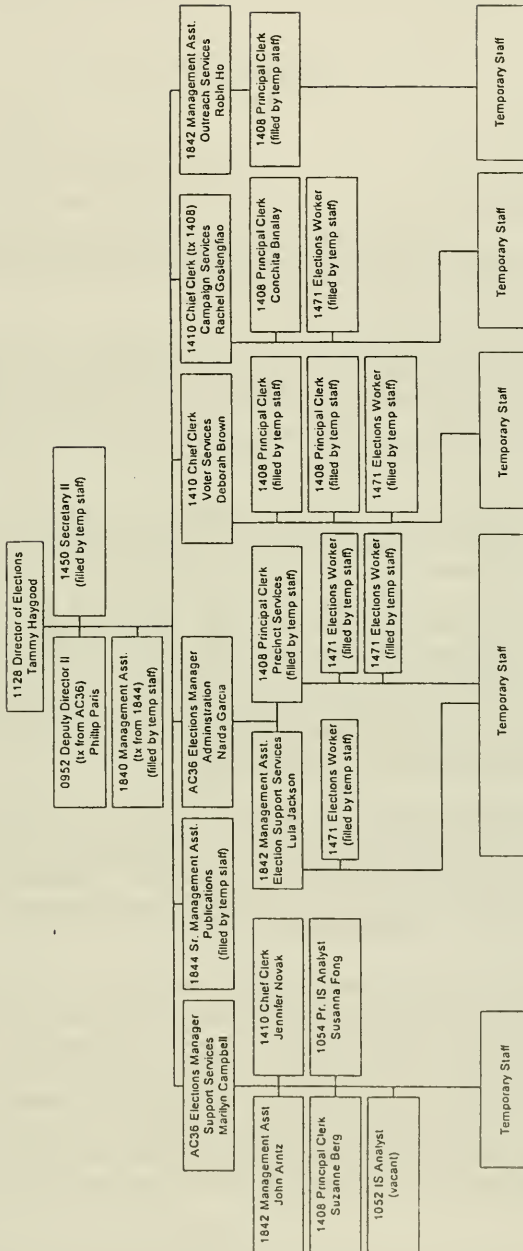 1128 Director of Elections
Tammy Haygood
0952 Deputy Director II
(tx from AC36)
Phillip Paris
1450 Secretary II
(filled by temp staff)
1840 Management Asst.
(tx from 1844)
(filled by temp staff)
AC36 Elections Manager
Support Services
Marilyn Campbell
1844 Sr. Management Asst.
Publications
(filled by temp staff)
AC36 Elections Manager
Administration
Narda Garcia
1410 Chief Clerk
Voter Services
Deborah Brown
1410 Chief Clerk (tx 1408)
Campaign Services
Rachel Gosiengfiao
1842 Management Asst.
Outreach Services
Robin Ho
1842 Management Asst
John Arntz
1410 Chief Clerk
Jennifer Novak
1408 Principal Clerk
Suzanne Berg
1054 Pr. IS Analyst
Susanna Fong
1052 IS Analyst
(vacant)
1842 Management Asst.
Election Support Services
Lula Jackson
1408 Principal Clerk
Precinct Services
(filled by temp staff)
1471 Elections Worker
(filled by temp staff)
1471 Elections Worker
(filled by temp staff)
1471 Elections Worker
(filled by temp staff)
1408 Principal Clerk
(filled by temp staff)
1408 Principal Clerk
(filled by temp staff)
1471 Elections Worker
(filled by temp staff)
1408 Principal Clerk
Conchita Binalay
1471 Elections Worker
(filled by temp staff)
1408 Principal Clerk
(filled by temp staff)
Temporary Staff
Temporary Staff
Temporary Staff
Temporary Staff
Temporary Staff